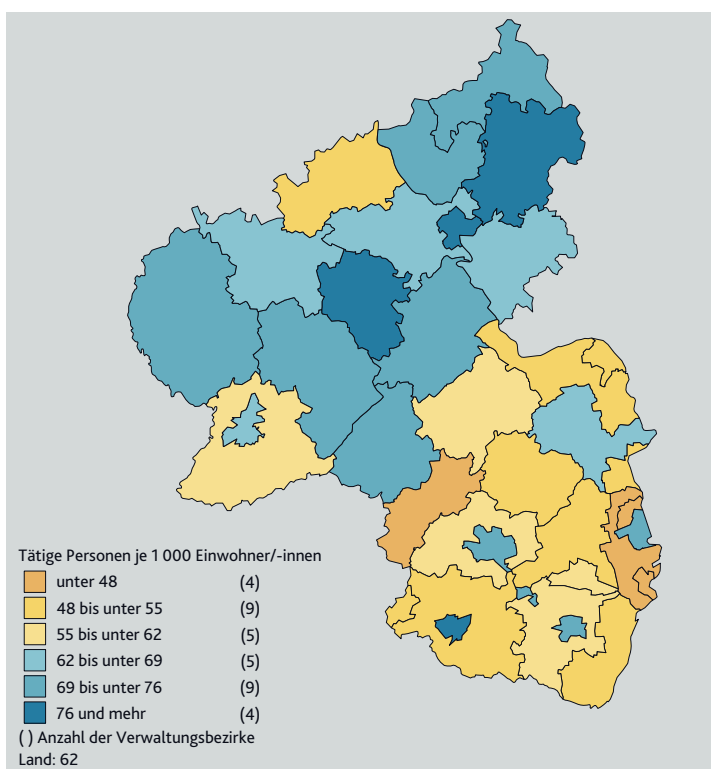 Tätige Personen je 1 000 Einwohner/-innen
unter 48 (4)
48 bis unter 55 (9)
55 bis unter 62 (5)
62 bis unter 69 (5)
69 bis unter 76 (9)
76 und mehr (4)
( ) Anzahl der Verwaltungsbezirke
Land: 62